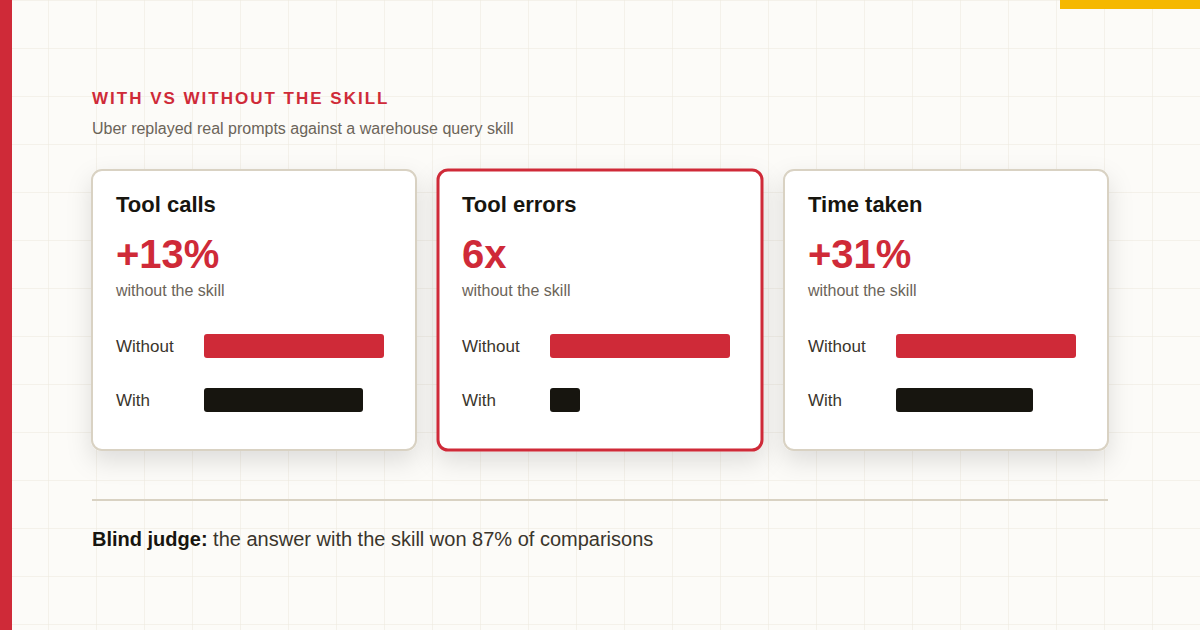 WITH VS WITHOUT THE SKILL
Uber replayed real prompts against a warehouse query skill
Tool calls
+13%
without the skill
Without
With
Tool errors
6x
without the skill
Without
With
Time taken
+31%
without the skill
Without
With
Blind judge: the answer with the skill won 87% of comparisons